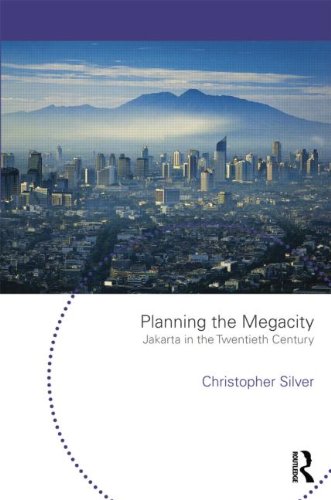 Planning the Megacity
Jakarta in the Twentieth Century
Christopher Silver
ROUTLEDGE